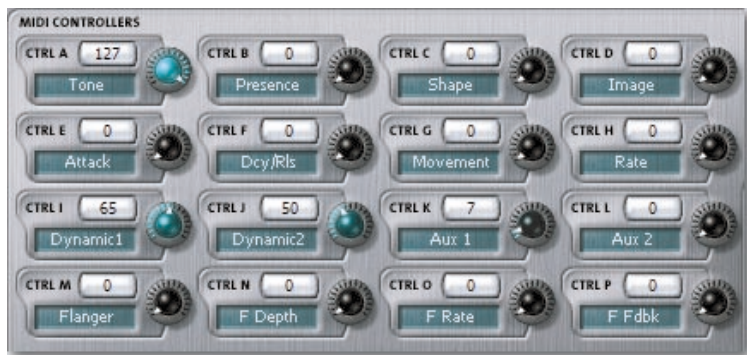 MIDI CONTROLLERS
CTRL A 127 CTRL B 0 CTRL C 0 CTRL D 0
Tone Presence Shape Image
CTRL E 0 CTRL F 0 CTRL G 0 CTRL H 0
Attack Dcy/Rls Movement Rate
CTRL I 65 CTRL J 50 CTRL K 7 CTRL L 0
Dynamic1 Dynamic2 Aux 1 Aux 2
CTRL M 0 CTRL N 0 CTRL O 0 CTRL P 0
Flanger F Depth F Rate F Fdbk